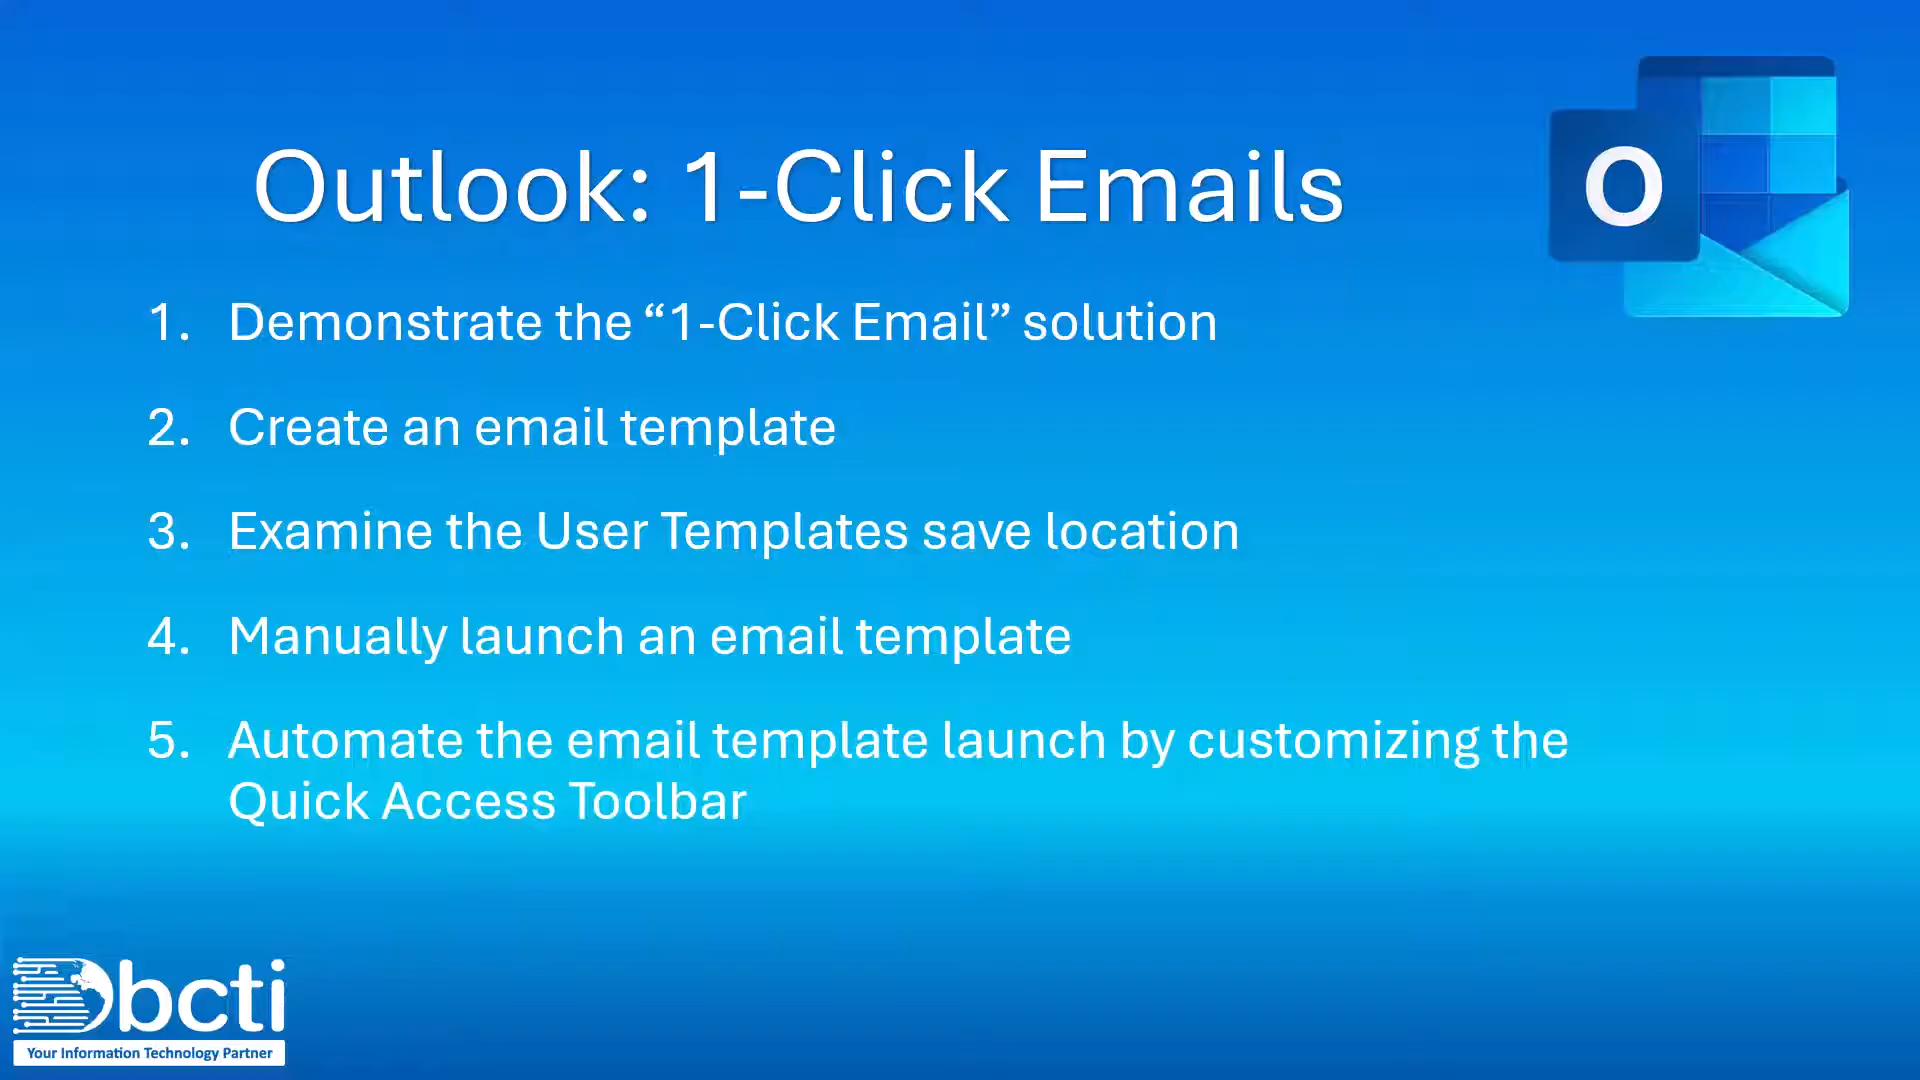 Outlook: 1-Click Emails
O
1. Demonstrate the “1-Click Email” solution
2. Create an email template
3. Examine the User Templates save location
4. Manually launch an email template
5. Automate the email template launch by customizing the
Quick Access Toolbar
bcti
Your Information Technology Partner